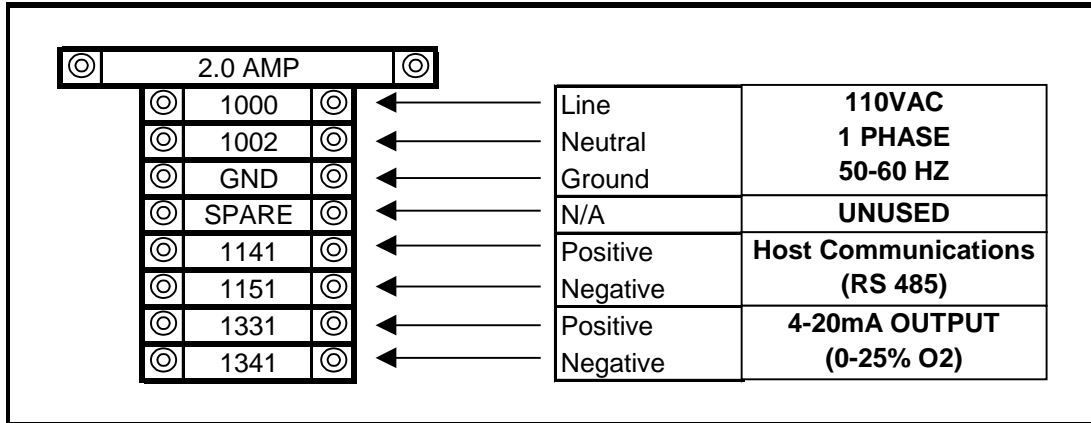 2.0 AMP
1000 Line 110VAC
1002 Neutral 1 PHASE
GND Ground 50-60 HZ
SPARE N/A UNUSED
1141 Positive Host Communications
1151 Negative (RS 485)
1331 Positive 4-20mA OUTPUT
1341 Negative (0-25% O2)